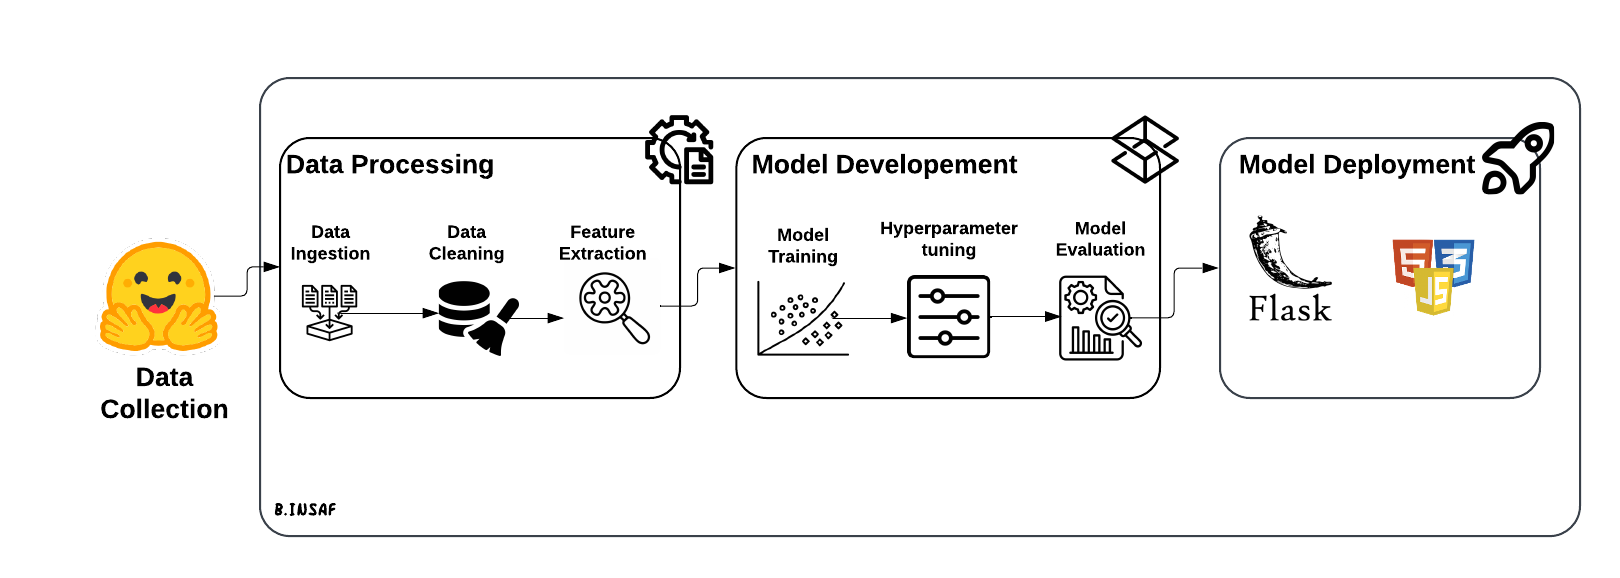 Data Processing
Model Developement
Model Deployment
Data
Ingestion
Data
Cleaning
Feature
Extraction
Model
Training
Hyperparameter
tuning
Model
Evaluation
Flask
5
3
JS
Data
Collection
B.INSAF